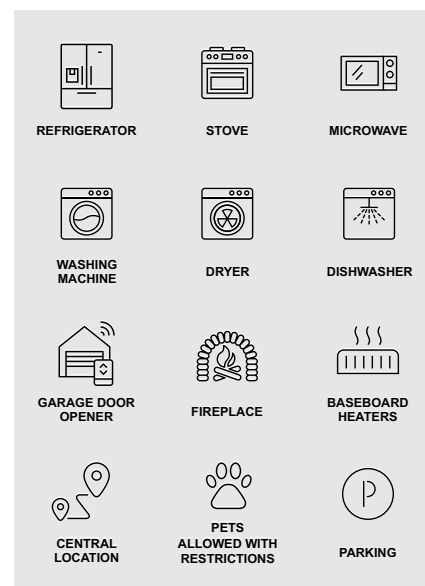 REFRIGERATOR
STOVE
MICROWAVE
WASHING
MACHINE
DRYER
DISHWASHER
GARAGE DOOR
OPENER
FIREPLACE
BASEBOARD
HEATERS
CENTRAL
LOCATION
PETS
ALLOWED WITH
RESTRICTIONS
P
PARKING